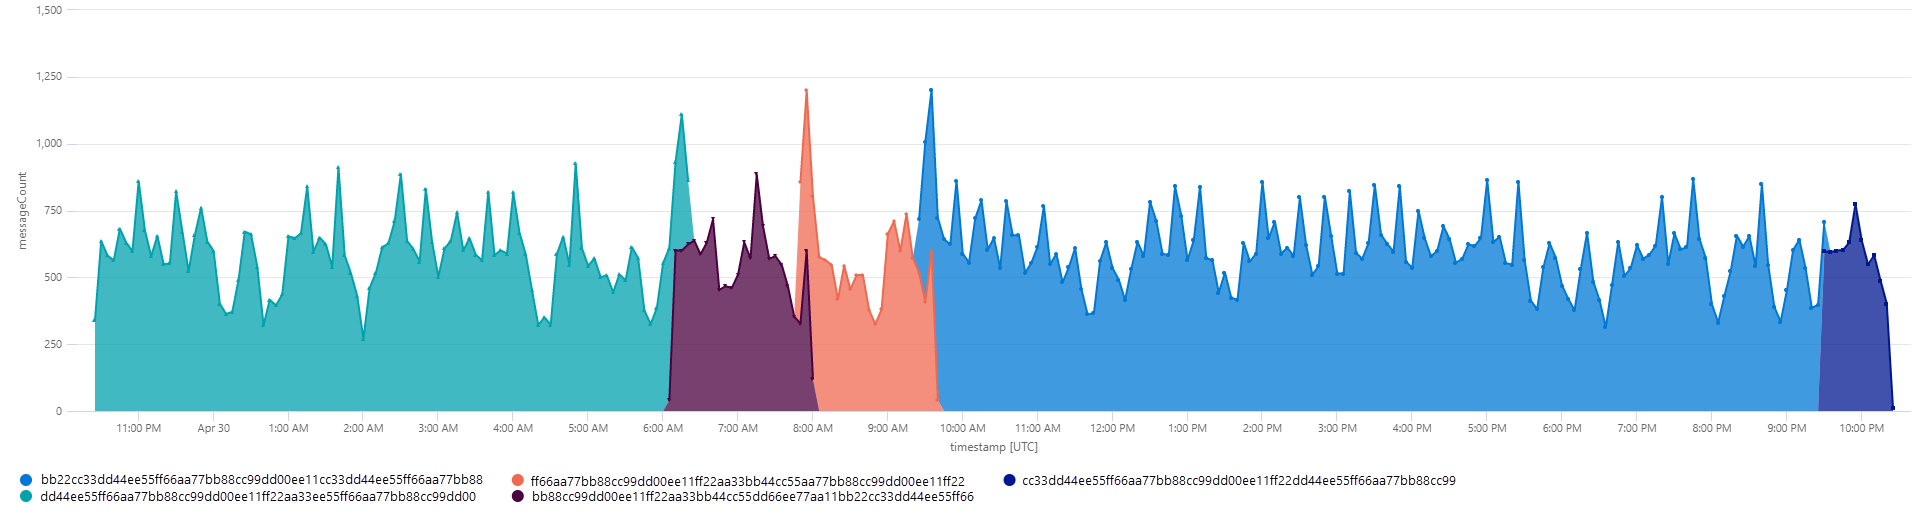 1,500
1,250
1,000
750
500
250
0
messageCount
11:00 PM Apr 30 1:00 AM 2:00 AM 3:00 AM 4:00 AM 5:00 AM 6:00 AM 7:00 AM 8:00 AM 9:00 AM 10:00 AM 11:00 AM 12:00 PM 1:00 PM 2:00 PM 3:00 PM 4:00 PM 5:00 PM 6:00 PM 7:00 PM 8:00 PM 9:00 PM 10:00 PM
timestamp [UTC]
bb22cc33dd44ee55ff66aa77bb88cc99dd00ee11cc33dd44ee55ff66aa77bb88 ff66aa77bb88cc99dd00ee11ff22aa33bb44cc55aa77bb88cc99dd00ee11ff22 cc33dd44ee55ff66aa77bb88cc99dd00ee11ff22dd44ee55ff66aa77bb88cc99
dd44ee55ff66aa77bb88cc99dd00ee11ff22aa33ee55ff66aa77bb88cc99dd00 bb88cc99dd00ee11ff22aa33bb44cc55dd66ee77aa11bb22cc33dd44ee55ff66